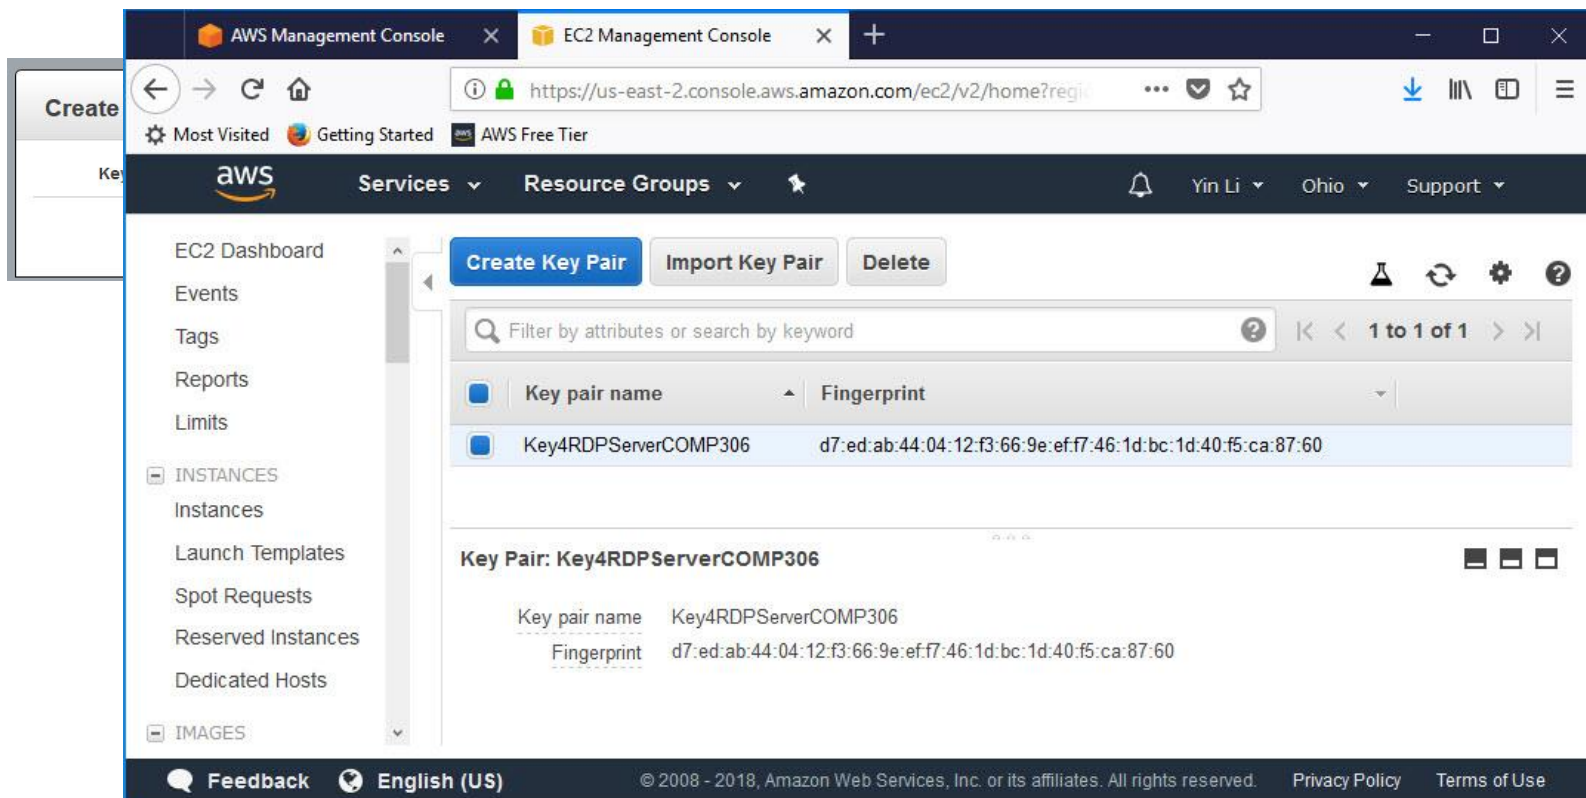 AWS Management Console
EC2 Management Console
https://us-east-2.console.aws.amazon.com/ec2/v2/home?regi
Create
Most Visited
Getting Started
AWS Free Tier
Key
aws
Services
Resource Groups
Yin Li
Ohio
Support
EC2 Dashboard
Events
Tags
Reports
Limits
INSTANCES
Instances
Launch Templates
Spot Requests
Reserved Instances
Dedicated Hosts
IMAGES
Create Key Pair
Import Key Pair
Delete
Filter by attributes or search by keyword
1 to 1 of 1
Key pair name
Fingerprint
Key4RDPServerCOMP306
d7:ed:ab:44:04:12:f3:66:9e:ef:f7:46:1d:bc:1d:40:f5:ca:87:60
Key Pair: Key4RDPServerCOMP306
Key pair name Key4RDPServerCOMP306
Fingerprint d7:ed:ab:44:04:12:f3:66:9e:ef:f7:46:1d:bc:1d:40:f5:ca:87:60
Feedback
English (US)
© 2008 - 2018, Amazon Web Services, Inc. or its affiliates. All rights reserved.
Privacy Policy
Terms of Use